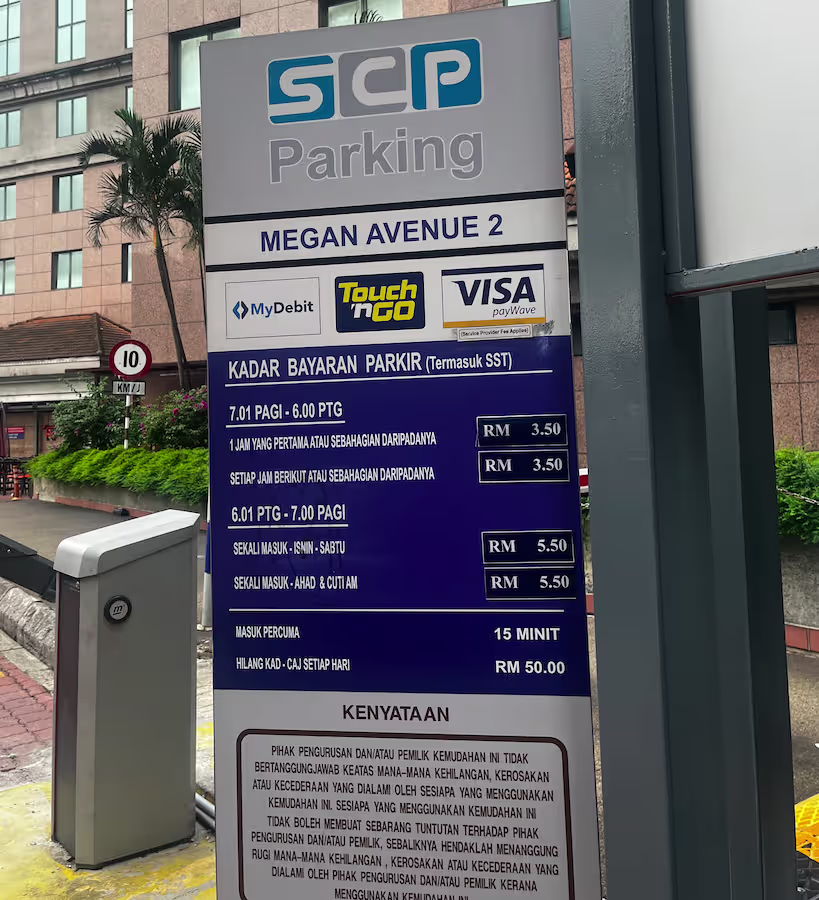 SCP
Parking
MEGAN AVENUE 2
MyDebit
Touch 'n GO
VISA
payWave
(Service Provider Fee Applies)
KADAR BAYARAN PARKIR (Termasuk SST)
7.01 PAGI - 6.00 PTG
1 JAM YANG PERTAMA ATAU SEBAHAGIAN DARIPADANYA RM 3.50
SETIAP JAM BERIKUT ATAU SEBAHAGIAN DARIPADANYA RM 3.50
6.01 PTG - 7.00 PAGI
SEKALI MASUK - ISNIN - SABTU RM 5.50
SEKALI MASUK - AHAD & CUTI AM RM 5.50
MASUK PERCUMA 15 MINIT
HILANG KAD - CAJ SETIAP HARI RM 50.00
KENYATAAN
PIHAK PENGURUSAN DAN/ATAU PEMILIK KEMUDAHAN INI TIDAK
BERTANGGUNGJAWAB KEATAS MANA-MANA KEHILANGAN, KEROSAKAN
ATAU KECEDERAAN YANG DIALAMI OLEH SESIAPA YANG MENGGUNAKAN
KEMUDAHAN INI. SESIAPA YANG MENGGUNAKAN KEMUDAHAN INI
TIDAK BOLEH MEMBUAT SEBARANG TUNTUTAN TERHADAP PIHAK
PENGURUSAN DAN/ATAU PEMILIK, SEBALIKNYA HENDAKLAH MENANGGUNG
RUGI MANA-MANA KEHILANGAN , KEROSAKAN ATAU KECEDERAAN YANG
DIALAMI OLEH PIHAK PENGURUSAN DAN/ATAU PEMILIK KERANA
MENGGUNAKAN KEMUDAHAN INI
10
KM/J
m